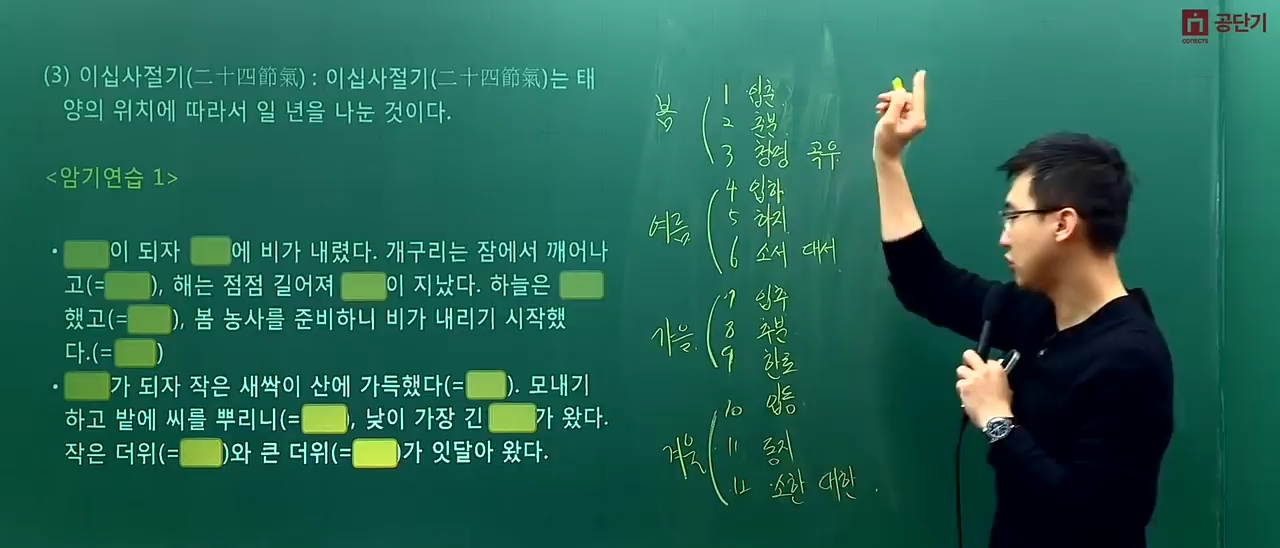 공단기
CONECTS
(3) 이십사절기(二十四節氣) : 이십사절기(二十四節氣)는 태
양의 위치에 따라서 일 년을 나눈 것이다.
<암기연습 1>
• 이 되자 에 비가 내렸다. 개구리는 잠에서 깨어나
고(= ), 해는 점점 길어져 이 지났다. 하늘은
했고(= ), 봄 농사를 준비하니 비가 내리기 시작했
다.(= )
• 가 되자 작은 새싹이 산에 가득했다(= ). 모내기
하고 밭에 씨를 뿌리니(= ), 낮이 가장 긴 가 왔다.
작은 더위(= )와 큰 더위(= )가 잇달아 왔다.
봄 1 입춘
2 춘분
3 청명 곡우
여름 4 입하
5 하지
6 소서 대서
가을 7 입추
8 추분
9 한로
겨울 10 입동
11 동지
12 소한 대한